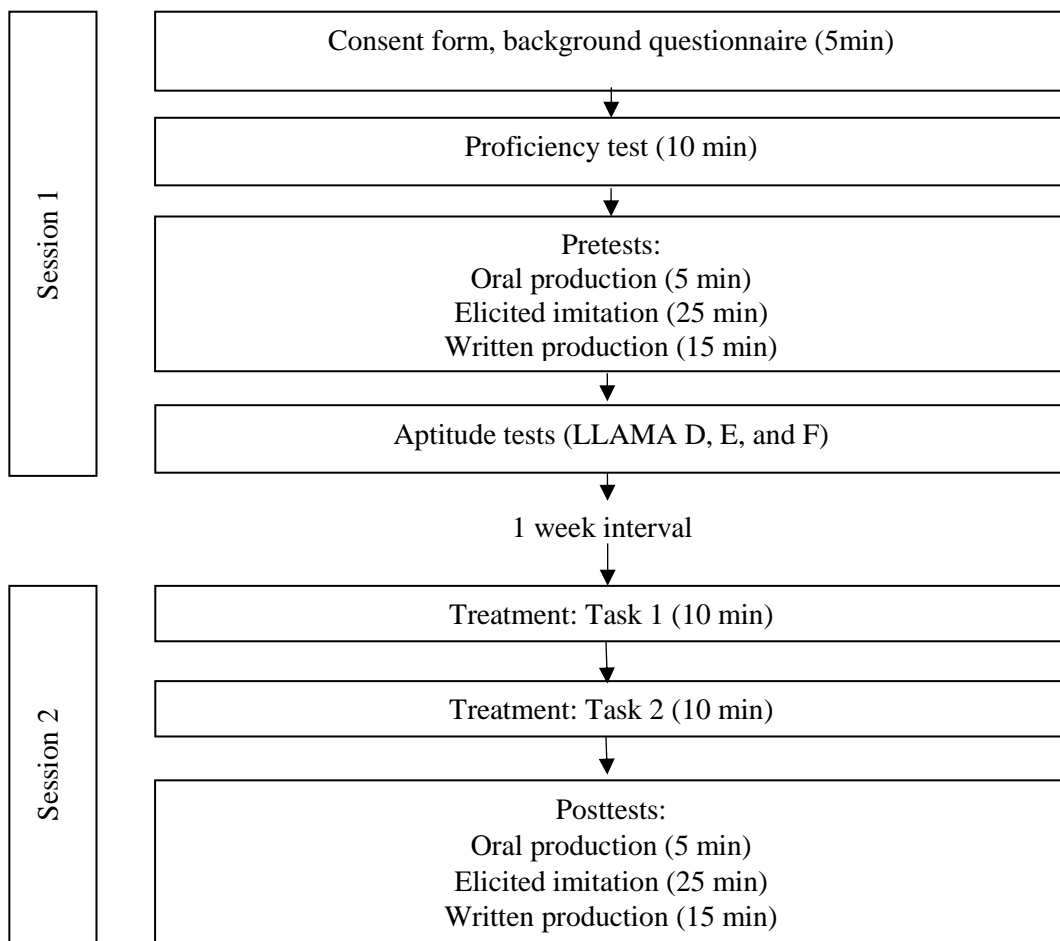 Session 1
Consent form, background questionnaire (5min)
Proficiency test (10 min)
Pretests:
Oral production (5 min)
Elicited imitation (25 min)
Written production (15 min)
Aptitude tests (LLAMA D, E, and F)
1 week interval
Session 2
Treatment: Task 1 (10 min)
Treatment: Task 2 (10 min)
Posttests:
Oral production (5 min)
Elicited imitation (25 min)
Written production (15 min)